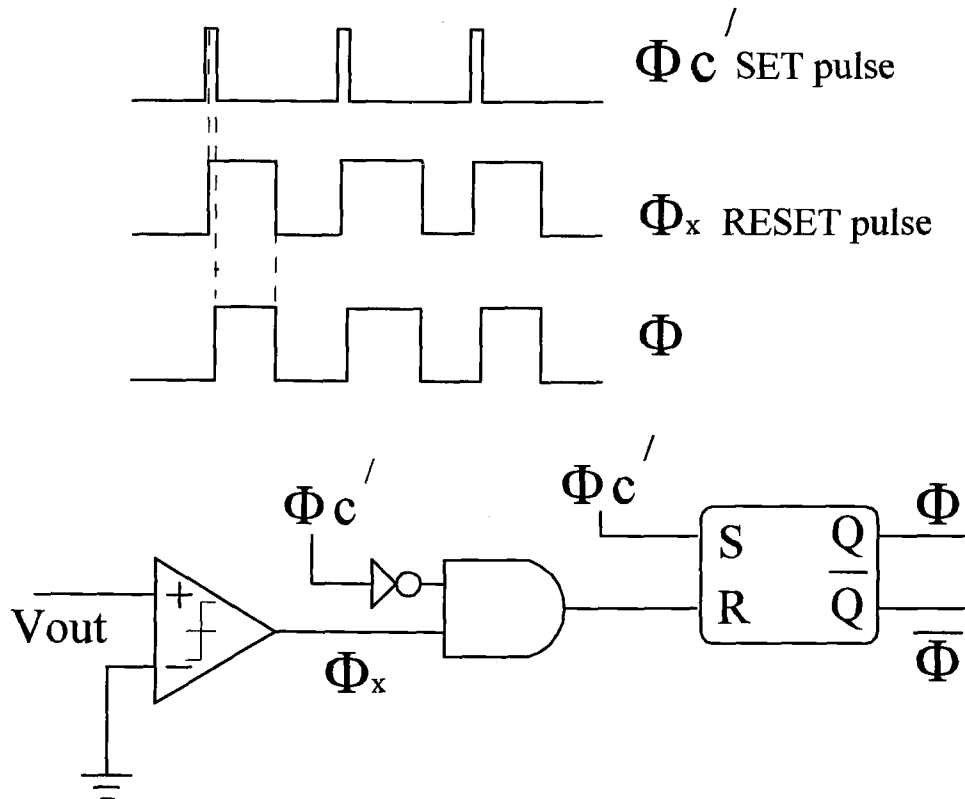 Φc′ SET pulse
Φx RESET pulse
Φ
Φc′
Φc′
S Q Φ
+
Vout
R Q̅ Φ̅
−
Φx